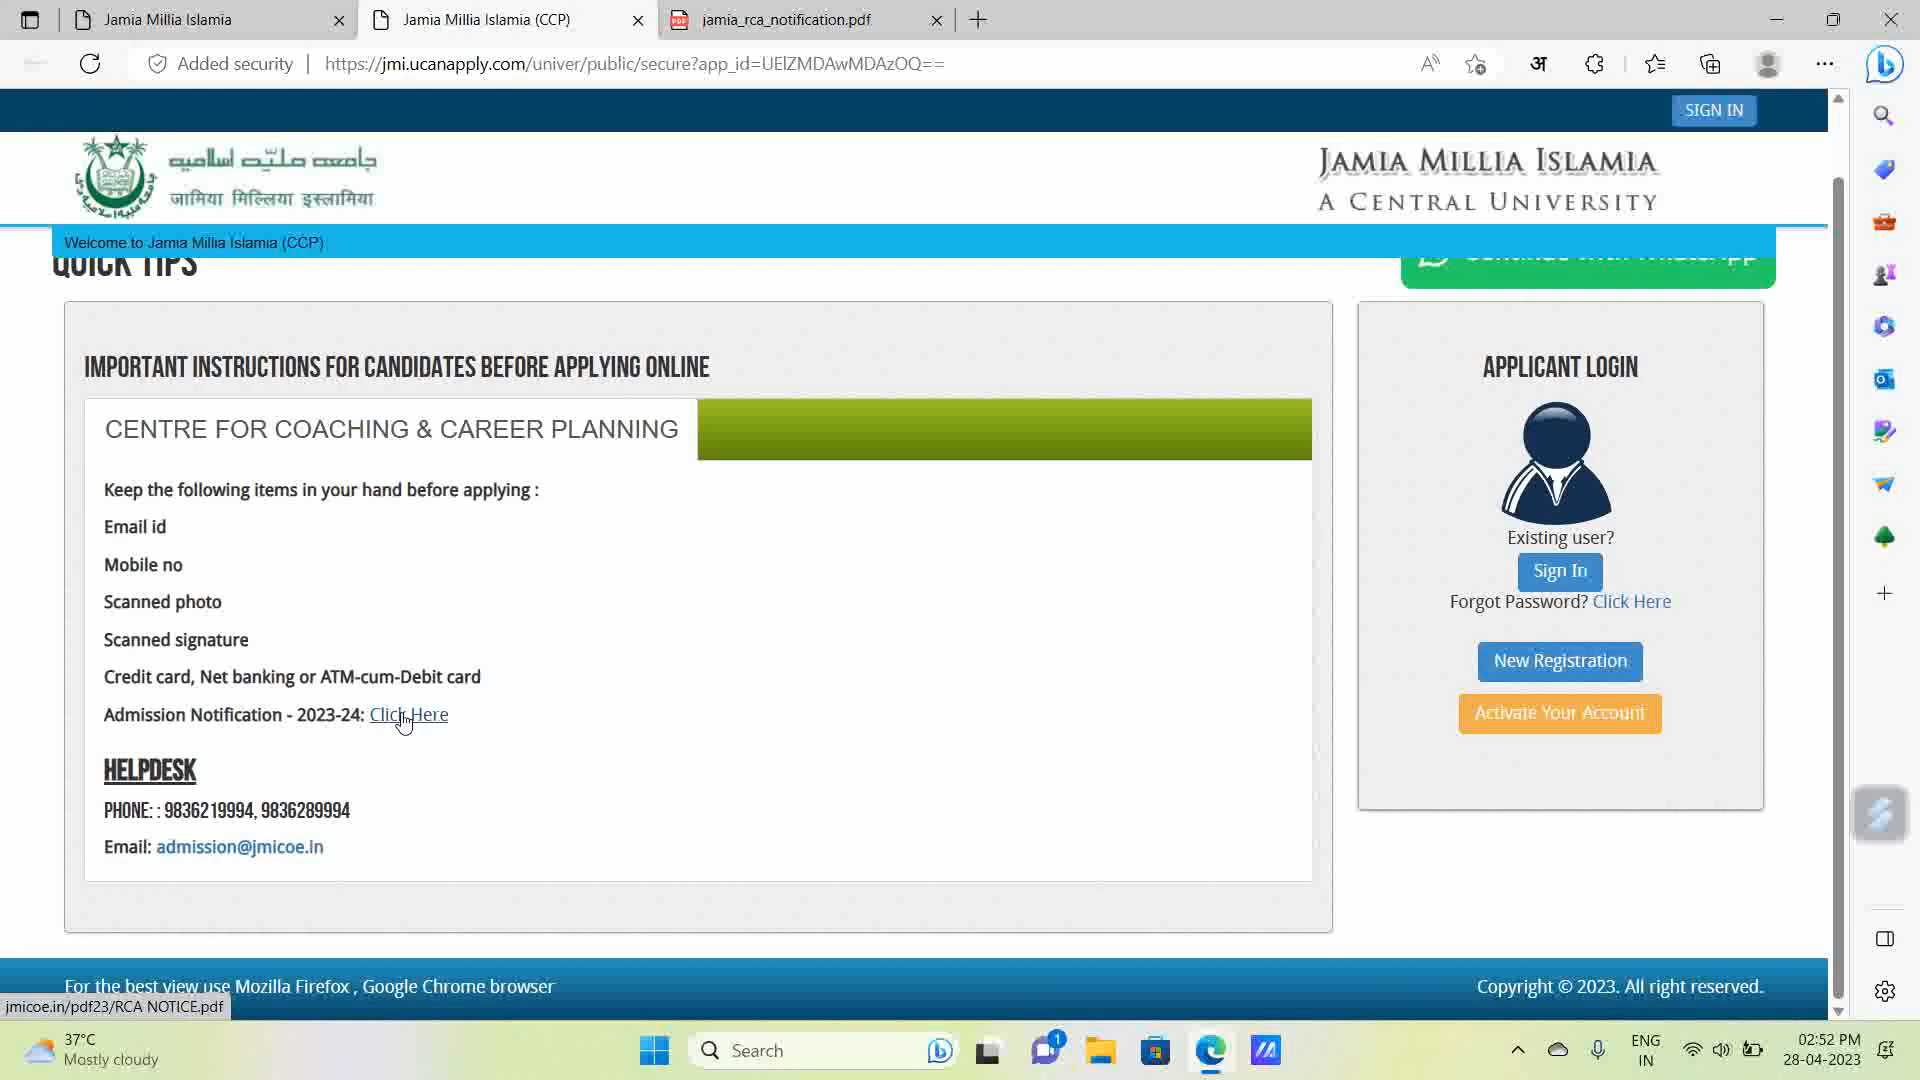 Jamia Millia Islamia
Jamia Millia Islamia (CCP)
jamia_rca_notification.pdf
Added security
https://jmi.ucanapply.com/univer/public/secure?app_id=UElZMDAwMDAzOQ==
SIGN IN
جامعہ ملیّہ اسلامیہ
जामिया मिल्लिया इस्लामिया
JAMIA MILLIA ISLAMIA
A CENTRAL UNIVERSITY
Welcome to Jamia Millia Islamia (CCP)
QUICK TIPS
Continue with WhatsApp
IMPORTANT INSTRUCTIONS FOR CANDIDATES BEFORE APPLYING ONLINE
CENTRE FOR COACHING & CAREER PLANNING
Keep the following items in your hand before applying :
Email id
Mobile no
Scanned photo
Scanned signature
Credit card, Net banking or ATM-cum-Debit card
Admission Notification - 2023-24: Click Here
HELPDESK
PHONE: : 9836219994, 9836289994
Email: admission@jmicoe.in
APPLICANT LOGIN
Existing user?
Sign In
Forgot Password? Click Here
New Registration
Activate Your Account
For the best view use Mozilla Firefox , Google Chrome browser
Copyright © 2023. All right reserved.
jmicoe.in/pdf23/RCA NOTICE.pdf
37°C
Mostly cloudy
Search
1
ENG
IN
02:52 PM
28-04-2023